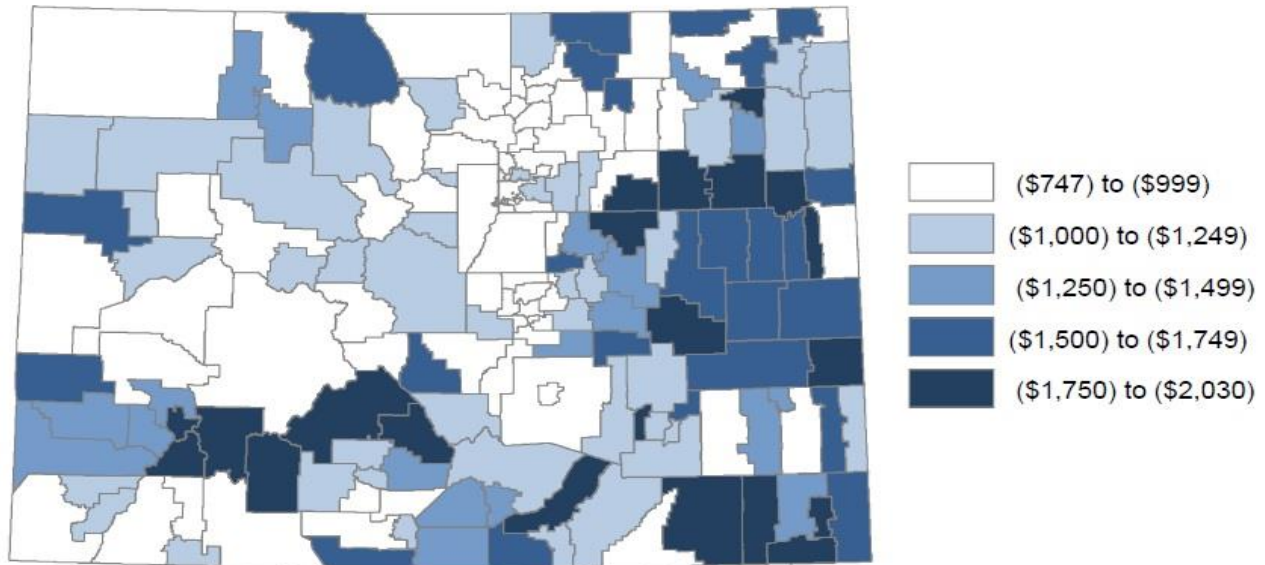 ($747) to ($999)
($1,000) to ($1,249)
($1,250) to ($1,499)
($1,500) to ($1,749)
($1,750) to ($2,030)